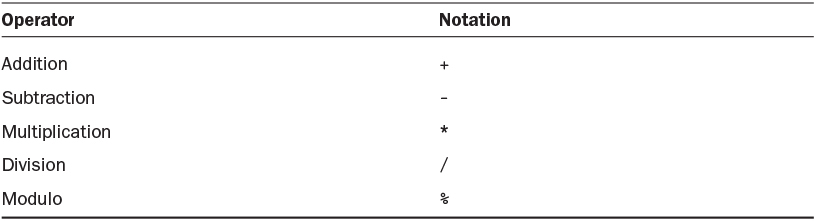 Operator Notation
Addition +
Subtraction -
Multiplication *
Division /
Modulo %